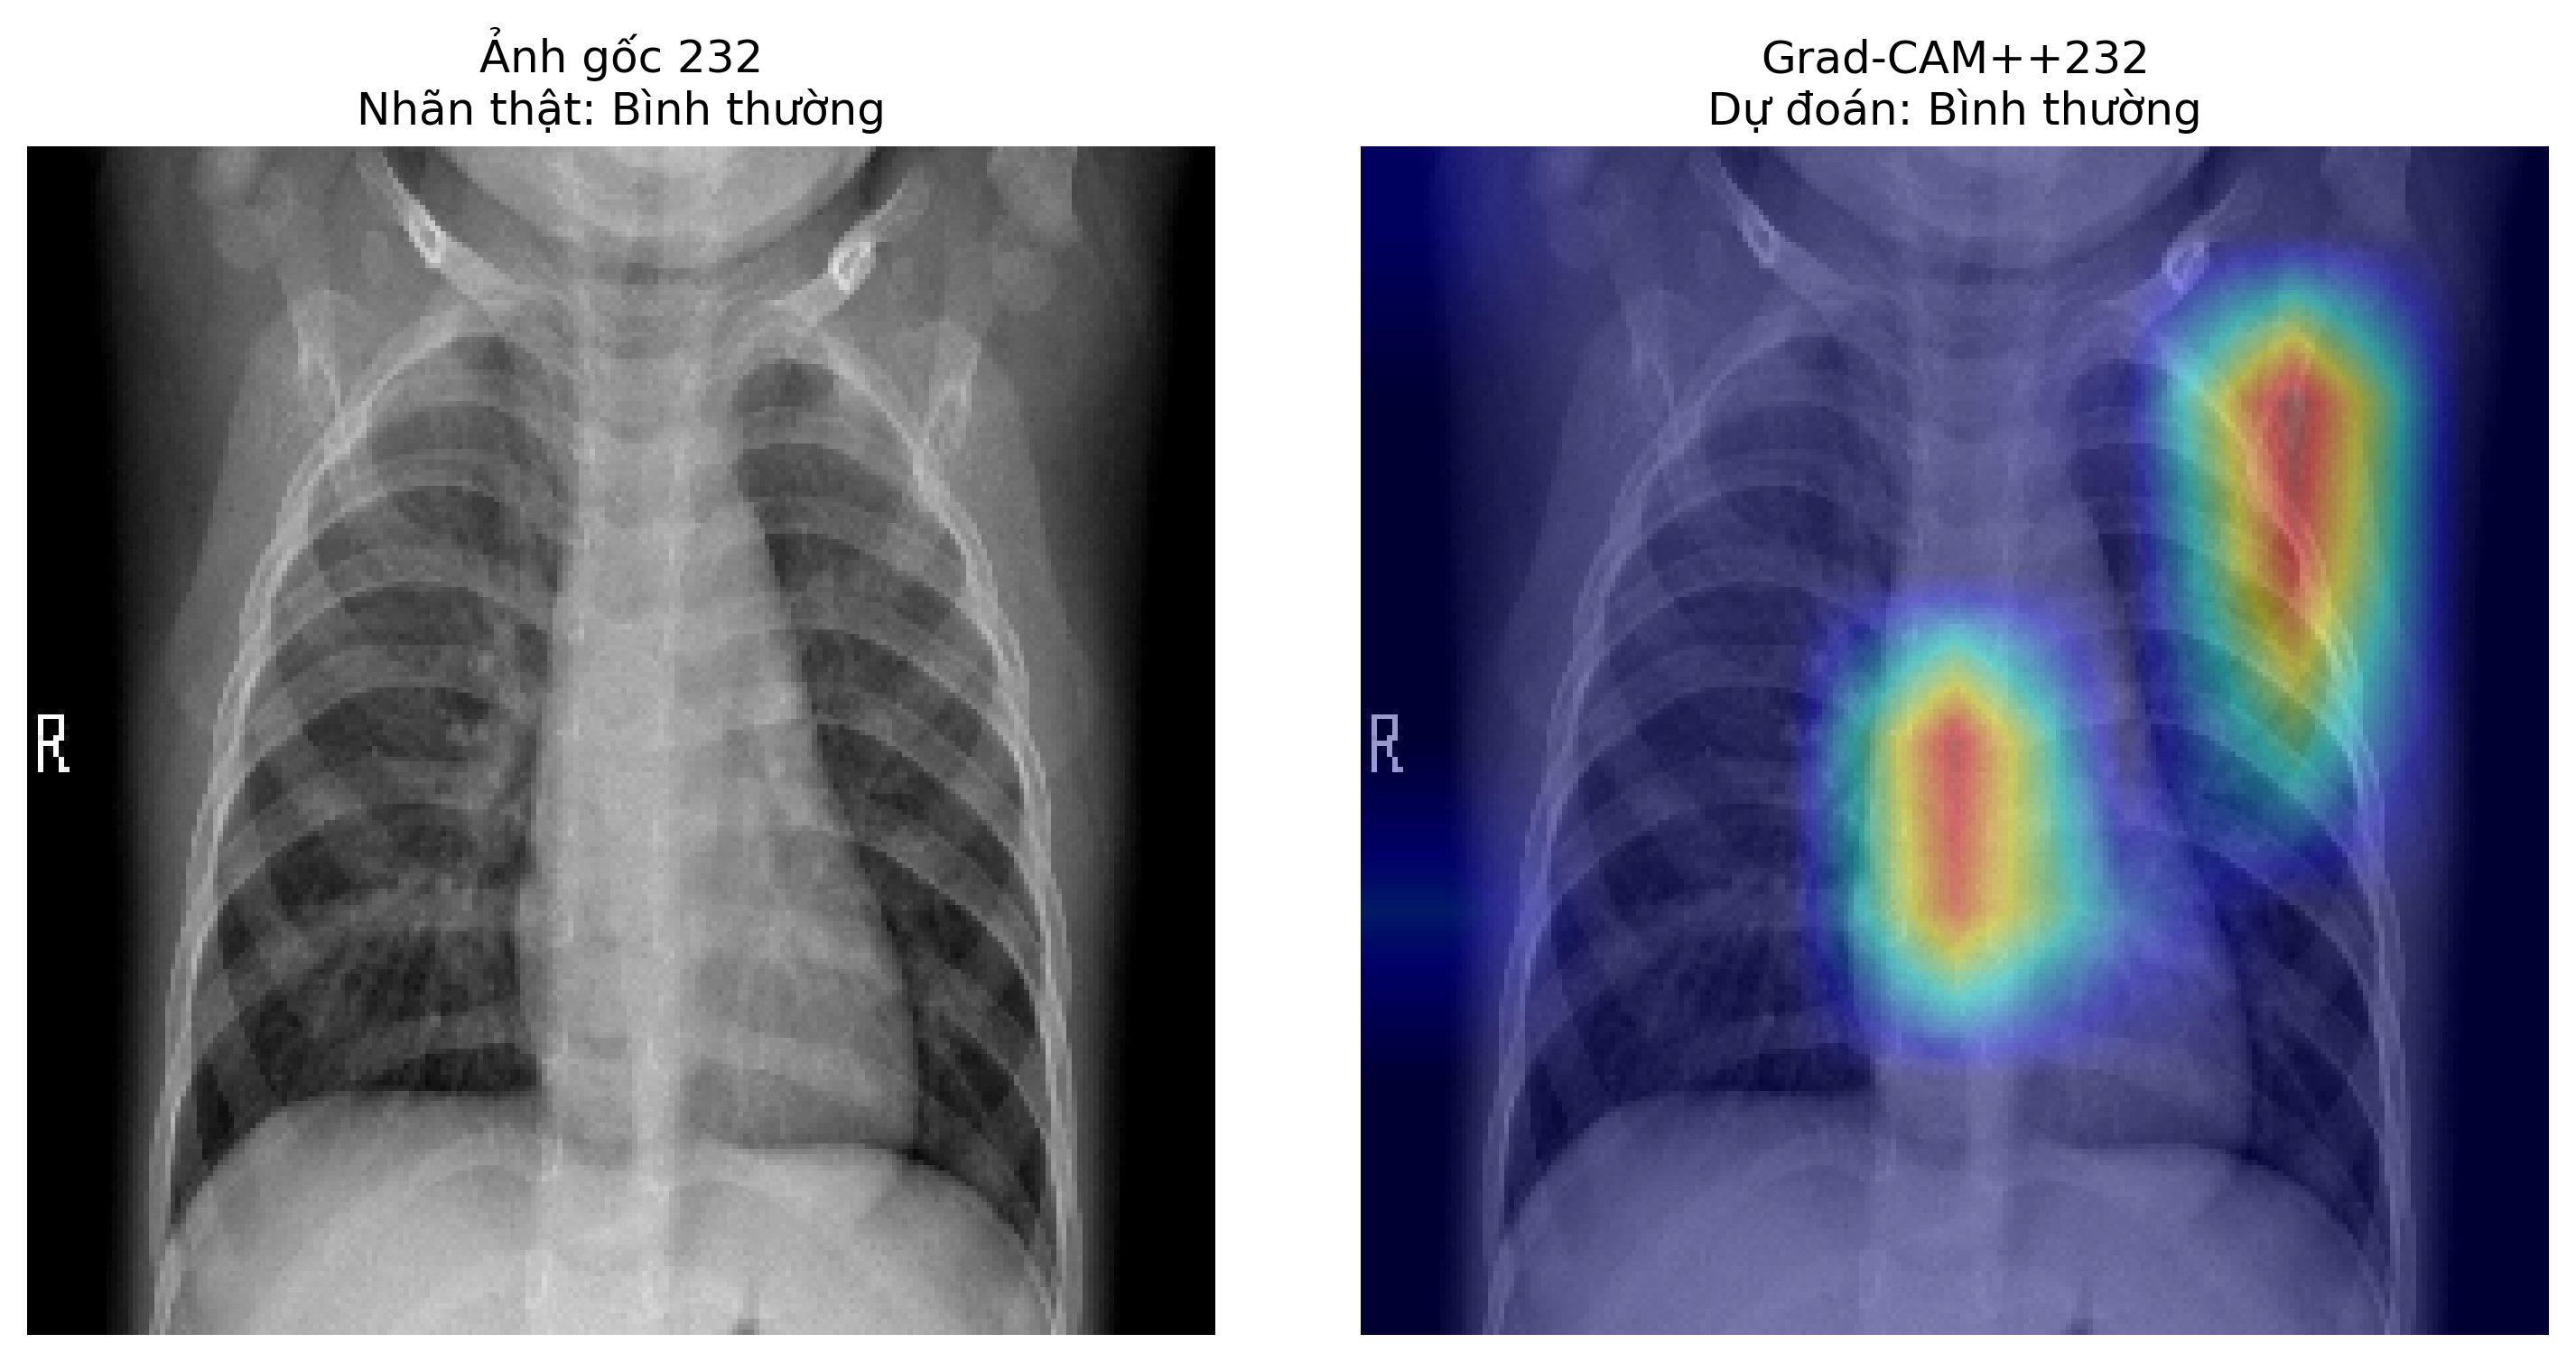 Ảnh gốc 232
Nhãn thật: Bình thường
Grad-CAM++232
Dự đoán: Bình thường
R
R